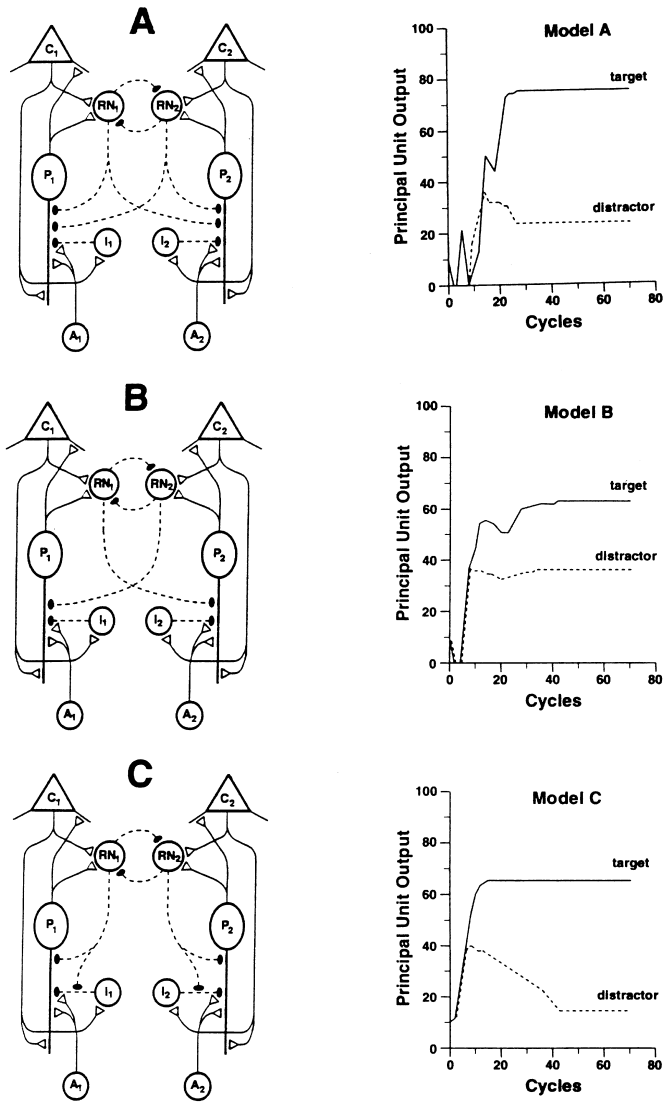 A
C₁
C₂
RN₁
RN₂
P₁
P₂
I₁
I₂
A₁
A₂
Model A
Principal Unit Output
100
80
60
40
20
0
target
distractor
0 20 40 60 80
Cycles
B
C₁
C₂
RN₁
RN₂
P₁
P₂
I₁
I₂
A₁
A₂
Model B
Principal Unit Output
100
80
60
40
20
0
target
distractor
0 20 40 60 80
Cycles
C
C₁
C₂
RN₁
RN₂
P₁
P₂
I₁
I₂
A₁
A₂
Model C
Principal Unit Output
100
80
60
40
20
0
target
distractor
0 20 40 60 80
Cycles